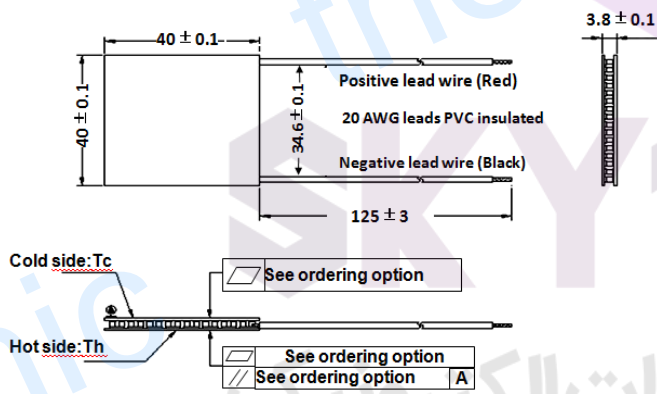 40 ± 0.1
3.8 ± 0.1
40 ± 0.1
Positive lead wire (Red)
34.6 ± 0.1
20 AWG leads PVC insulated
Negative lead wire (Black)
125 ± 3
SKY
Cold side:Tc
See ordering option
nic
Hot side:Th
See ordering option
// See ordering option A